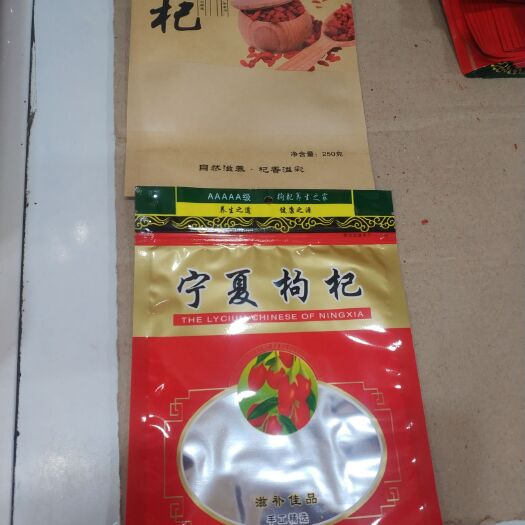 杞
净含量：250克
自然滋养·杞香滋彩
AAAAA级 枸杞养生之家
养生之道 健康之源
宁夏枸杞
THE LYCIUM CHINESE OF NINGXIA
滋补佳品
手工精选